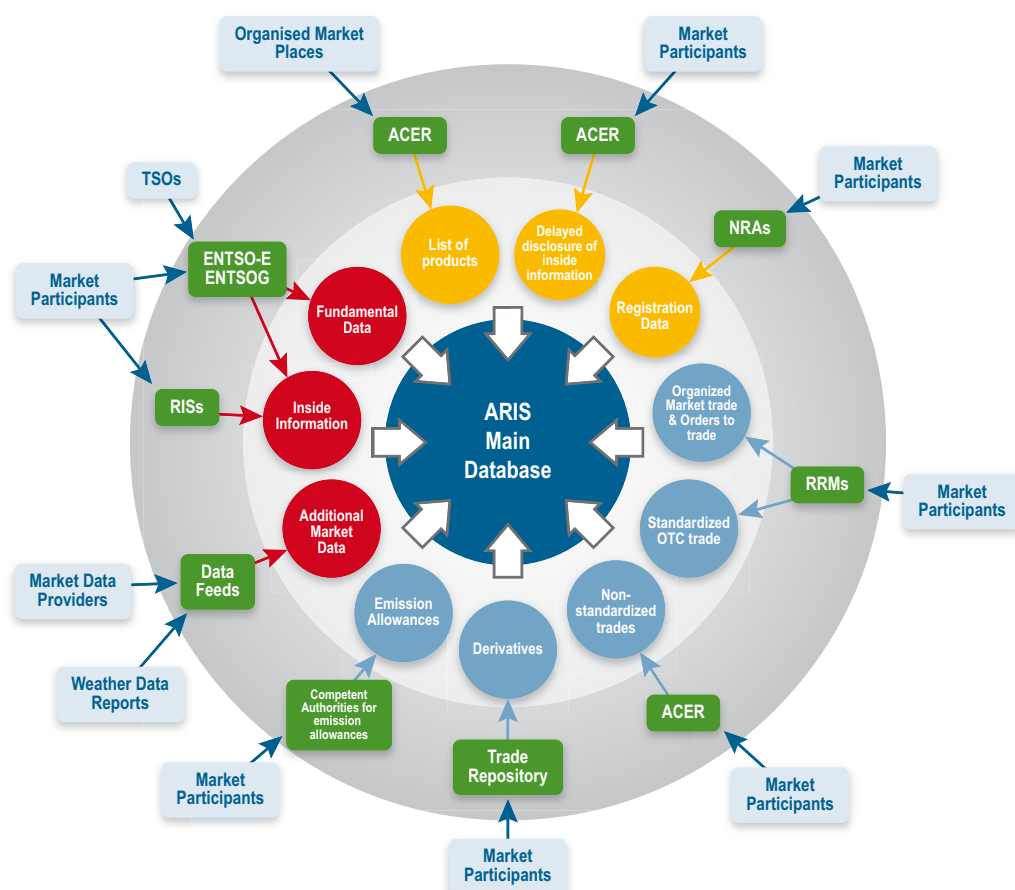 Organised Market
Places
Market
Participants
ACER
ACER
Market
Participants
TSOs
NRAs
ENTSO-E
ENTSOG
List of
products
Delayed
disclosure of
inside
information
Market
Participants
Fundamental
Data
Registration
Data
RISs
Inside
Information
ARIS
Main
Database
Organized
Market trade
& Orders to
trade
RRMs
Market
Participants
Additional
Market
Data
Standardized
OTC trade
Market Data
Providers
Data
Feeds
Emission
Allowances
Non-
standardized
trades
Derivatives
Weather Data
Reports
Competent
Authorities for
emission
allowances
ACER
Trade
Repository
Market
Participants
Market
Participants
Market
Participants